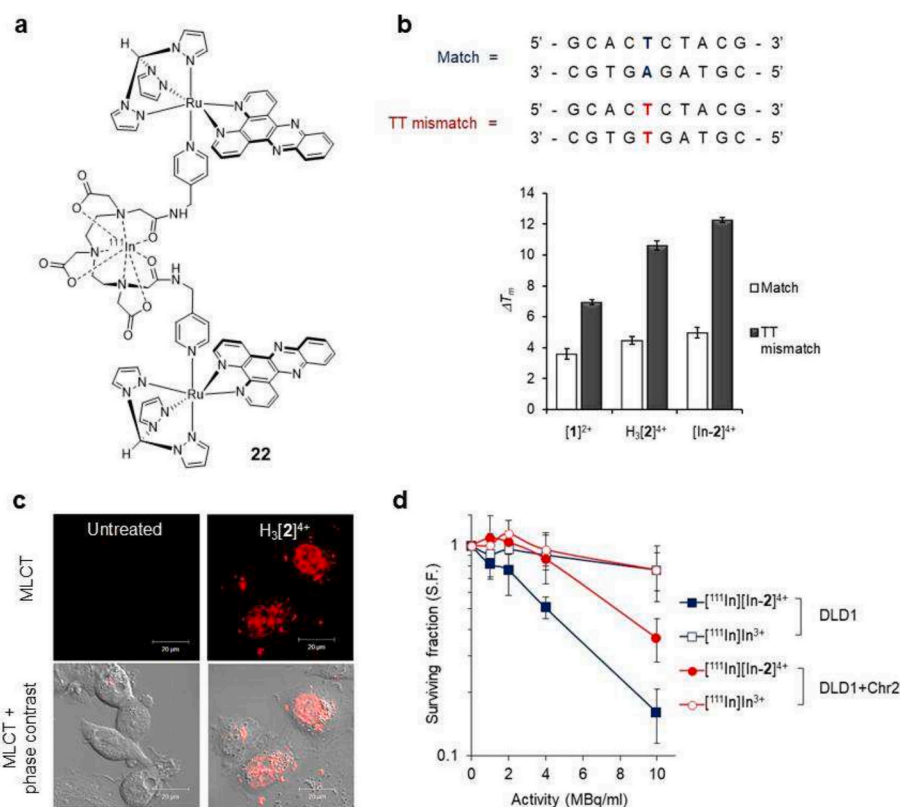 a
H
N
N
N
N
N
N
Ru
N
N
N
N
N
O
O
N
NH
O
111In
N
O
O
O
N
NH
O
O
O
N
N
N
N
N
Ru
N
N
N
N
N
N
H
22
b
Match =
5' - G C A C T C T A C G - 3'
3' - C G T G A G A T G C - 5'
TT mismatch =
5' - G C A C T C T A C G - 3'
3' - C G T G T G A T G C - 5'
ΔTm
14
12
10
8
6
4
2
0
[1]2+
H3[2]4+
[In-2]4+
Match
TT
mismatch
c
Untreated
H3[2]4+
MLCT
20 µm
20 µm
MLCT +
phase contrast
20 µm
20 µm
d
Surviving fraction (S.F.)
1
0.1
0
2
4
6
8
10
Activity (MBq/ml)
[111In][In-2]4+
[111In]In3+
DLD1
[111In][In-2]4+
[111In]In3+
DLD1+Chr2